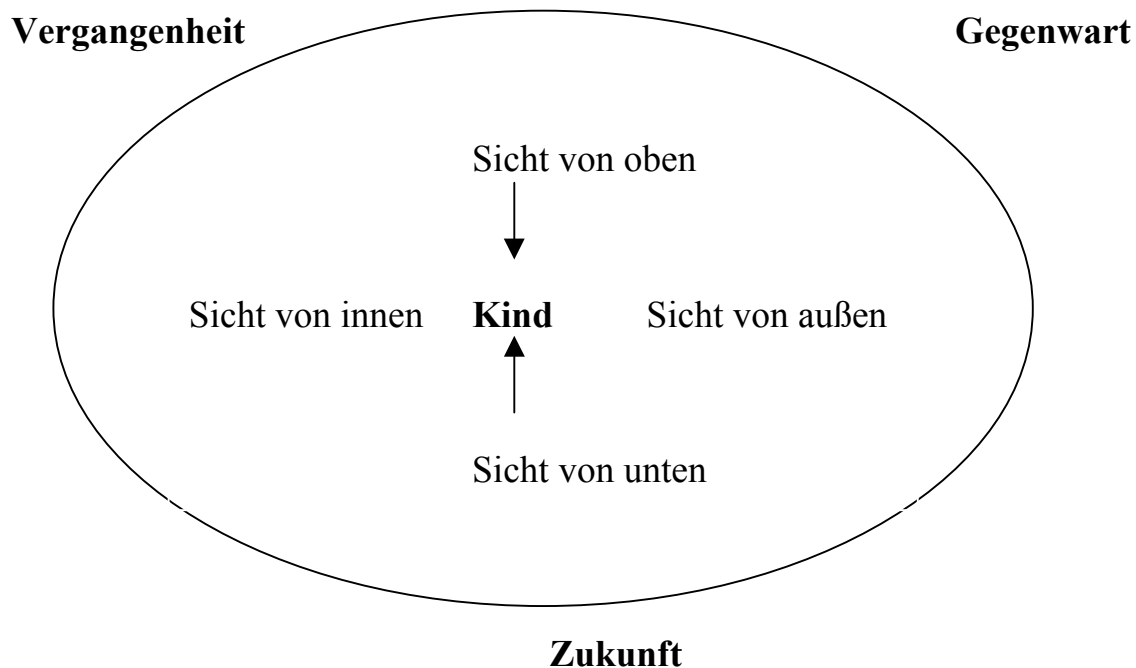 Vergangenheit Gegenwart
Sicht von oben
Sicht von innen Kind Sicht von außen
Sicht von unten
Zukunft